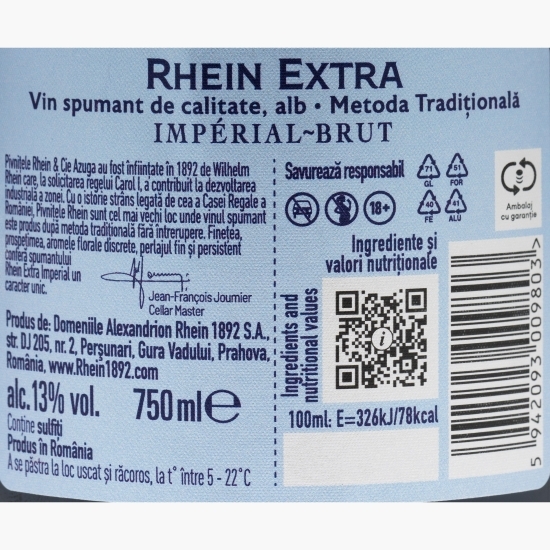 RHEIN EXTRA
Vin spumant de calitate, alb • Metoda Tradițională
IMPÉRIAL~BRUT
Pivnițele Rhein & Cie Azuga au fost înființate în 1892 de Wilhelm
Rhein care, la solicitarea regelui Carol I, a contribuit la dezvoltarea
industrială a zonei. Cu o istorie strâns legată de cea a Casei Regale a
României, Pivnițele Rhein sunt cel mai vechi loc unde vinul spumant
este produs după metoda tradițională fără întrerupere. Finețea,
prospețimea, aromele florale discrete, perlajul fin și persistent
conferă spumantului
Rhein Extra Imperial un
caracter unic.
Jean-François Joumier
Cellar Master
Produs de: Domeniile Alexandrion Rhein 1892 S.A.,
str. DJ 205, nr. 2, Perșunari, Gura Vadului, Prahova,
România, www.Rhein1892.com
alc.13% vol. 750 ml e
Conține sulfiți
Produs în România
A se păstra la loc uscat și răcoros, la t° între 5 - 22°C
Savurează responsabil
18+
71
GL
51
FOR
40
FE
41
ALU
Ambalaj
cu garanție
Ingrediente și
valori nutriționale
Ingredients and
nutritional values
i
100ml: E=326kJ/78kcal
5 942093 009803 >